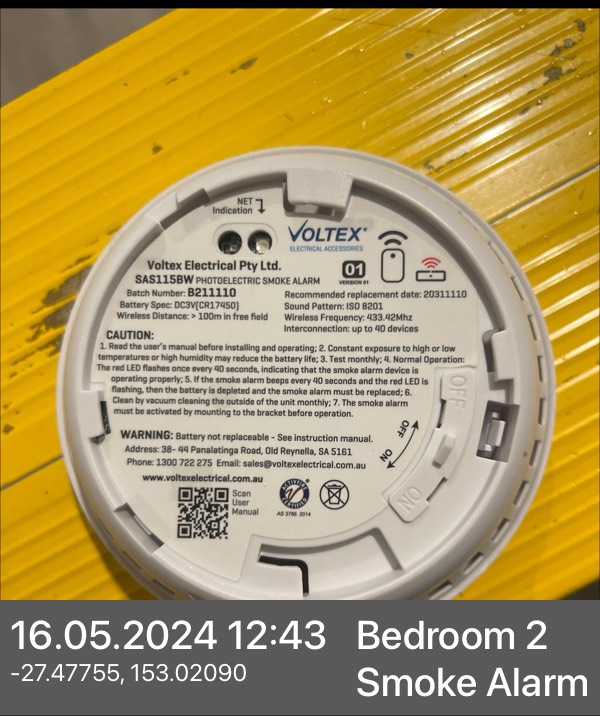 NET
Indication
VOLTEX®
ELECTRICAL ACCESSORIES
Voltex Electrical Pty Ltd.
SAS115BW PHOTOELECTRIC SMOKE ALARM
01
VERSION 01
Batch Number: B211110
Battery Spec: DC3V(CR17450)
Wireless Distance: > 100m in free field
Recommended replacement date: 20311110
Sound Pattern: ISO 8201
Wireless Frequency: 433.42Mhz
Interconnection: up to 40 devices
CAUTION:
1. Read the user's manual before installing and operating; 2. Constant exposure to high or low
temperatures or high humidity may reduce the battery life; 3. Test monthly; 4. Normal Operation:
The red LED flashes once every 40 seconds, indicating that the smoke alarm device is
operating properly; 5. If the smoke alarm beeps every 40 seconds and the red LED is
flashing, then the battery is depleted and the smoke alarm must be replaced; 6.
Clean by vacuum cleaning the outside of the unit monthly; 7. The smoke alarm
must be activated by mounting to the bracket before operation.
OFF
OFF
ON
ON
WARNING: Battery not replaceable - See instruction manual.
Address: 38- 44 Panalatinga Road, Old Reynella, SA 5161
Phone: 1300 722 275 Email: sales@voltexelectrical.com.au
www.voltexelectrical.com.au
Scan
User
Manual
ACTIVFIRE
CERTIFIED
AS 3786 2014
16.05.2024 12:43
-27.47755, 153.02090
Bedroom 2
Smoke Alarm